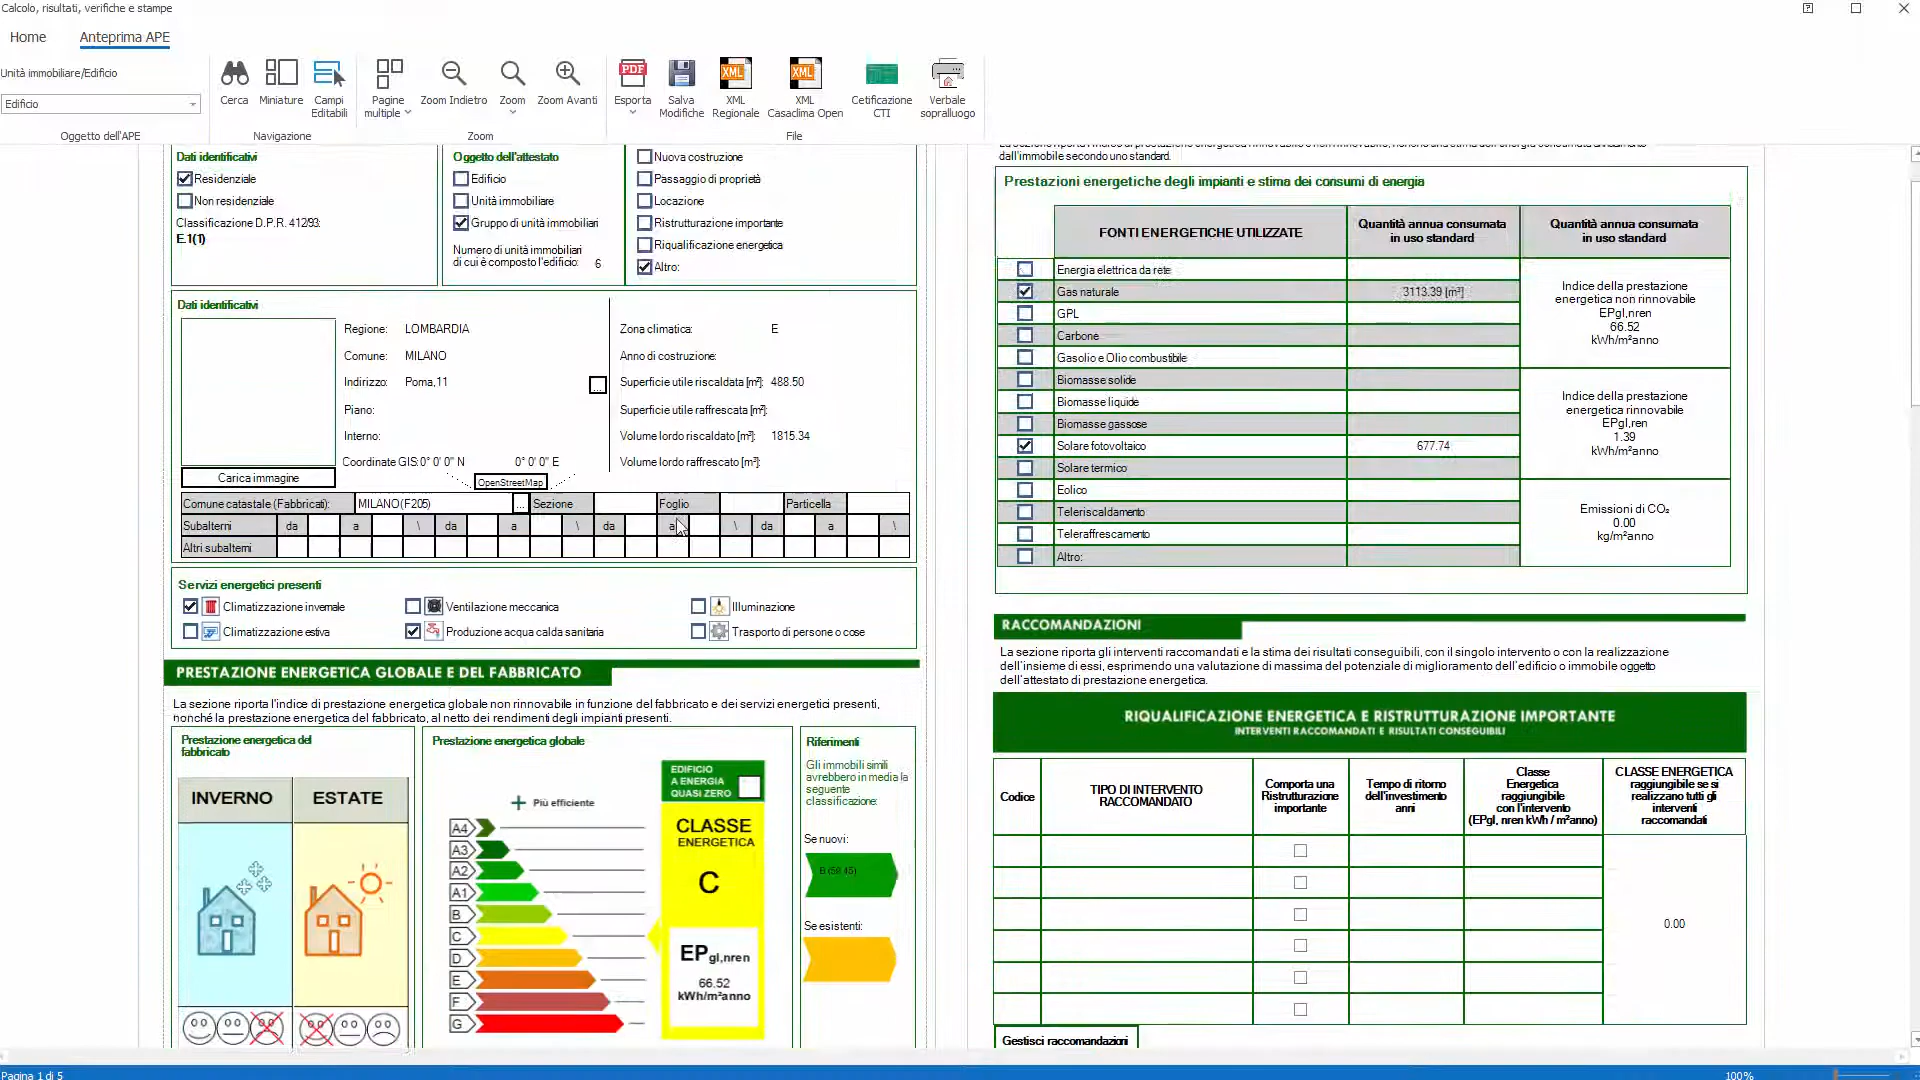 Calcolo, risultati, verifiche e stampe
Home
Anteprima APE
Unità immobiliare/Edificio
Edificio
Oggetto dell'APE
Cerca
Miniature
Campi
Editabili
Navigazione
Pagine
multiple
Zoom Indietro
Zoom
Zoom Avanti
Zoom
Esporta
Salva
Modifiche
XML
Regionale
XML
Casaclima Open
Cetificazione
CTI
Verbale
sopralluogo
File
Dati identificativi
Residenziale
Non residenziale
Classificazione D.P.R. 412/93:
E.1(1)
Oggetto dell'attestato
Edificio
Unità immobiliare
Gruppo di unità immobiliari
Numero di unità immobiliari
di cui è composto l'edificio: 6
Nuova costruzione
Passaggio di proprietà
Locazione
Ristrutturazione importante
Riqualificazione energetica
Altro:
Dati identificativi
Carica immagine
Regione: LOMBARDIA
Comune: MILANO
Indirizzo: Poma,11
...
Piano:
Interno:
Coordinate GIS:0° 0' 0" N 0° 0' 0" E
OpenStreetMap
Zona climatica: E
Anno di costruzione:
Superficie utile riscaldata [m²]: 488.50
Superficie utile raffrescata [m²]:
Volume lordo riscaldato [m³]: 1815.34
Volume lordo raffrescato [m³]:
Comune catastale (Fabbricati): MILANO(F205) ... Sezione Foglio Particella
Subalterni da a \ da a \ da a \ da a \
Altri subalterni
Servizi energetici presenti
Climatizzazione invernale
Ventilazione meccanica
Illuminazione
Climatizzazione estiva
Produzione acqua calda sanitaria
Trasporto di persone o cose
PRESTAZIONE ENERGETICA GLOBALE E DEL FABBRICATO
La sezione riporta l'indice di prestazione energetica globale non rinnovabile in funzione del fabbricato e dei servizi energetici presenti,
nonché la prestazione energetica del fabbricato, al netto dei rendimenti degli impianti presenti.
Prestazione energetica del
fabbricato
INVERNO
ESTATE
Prestazione energetica globale
Più efficiente
A4
A3
A2
A1
B
C
D
E
F
G
EDIFICIO
A ENERGIA
QUASI ZERO
CLASSE
ENERGETICA
C
EPgl,nren
66.52
kWh/m²anno
Riferimenti
Gli immobili simili
avrebbero in media la
seguente
classificazione:
Se nuovi:
Se esistenti:
dall'immobile secondo uno standard.
Prestazioni energetiche degli impianti e stima dei consumi di energia
FONTI ENERGETICHE UTILIZZATE
Quantità annua consumata
in uso standard
Quantità annua consumata
in uso standard
Energia elettrica da rete
Gas naturale 3113.39 [m³]
GPL
Carbone
Gasolio e Olio combustibile
Biomasse solide
Biomasse liquide
Biomasse gassose
Solare fotovoltaico 677.74
Solare termico
Eolico
Teleriscaldamento
Teleraffrescamento
Altro:
Indice della prestazione
energetica non rinnovabile
EPgl,nren
66.52
kWh/m²anno
Indice della prestazione
energetica rinnovabile
EPgl,ren
1.39
kWh/m²anno
Emissioni di CO₂
0.00
kg/m²anno
RACCOMANDAZIONI
La sezione riporta gli interventi raccomandati e la stima dei risultati conseguibili, con il singolo intervento o con la realizzazione
dell'insieme di essi, esprimendo una valutazione di massima del potenziale di miglioramento dell'edificio o immobile oggetto
dell'attestato di prestazione energetica.
RIQUALIFICAZIONE ENERGETICA E RISTRUTTURAZIONE IMPORTANTE
INTERVENTI RACCOMANDATI E RISULTATI CONSEGUIBILI
Codice
TIPO DI INTERVENTO
RACCOMANDATO
Comporta una
Ristrutturazione
importante
Tempo di ritorno
dell'investimento
anni
Classe
Energetica
raggiungibile
con l'intervento
(EPgl, nren kWh / m²anno)
CLASSE ENERGETICA
raggiungibile se si
realizzano tutti gli
interventi
raccomandati
0.00
Gestisci raccomandazioni
Pagina 1 di 5
100%